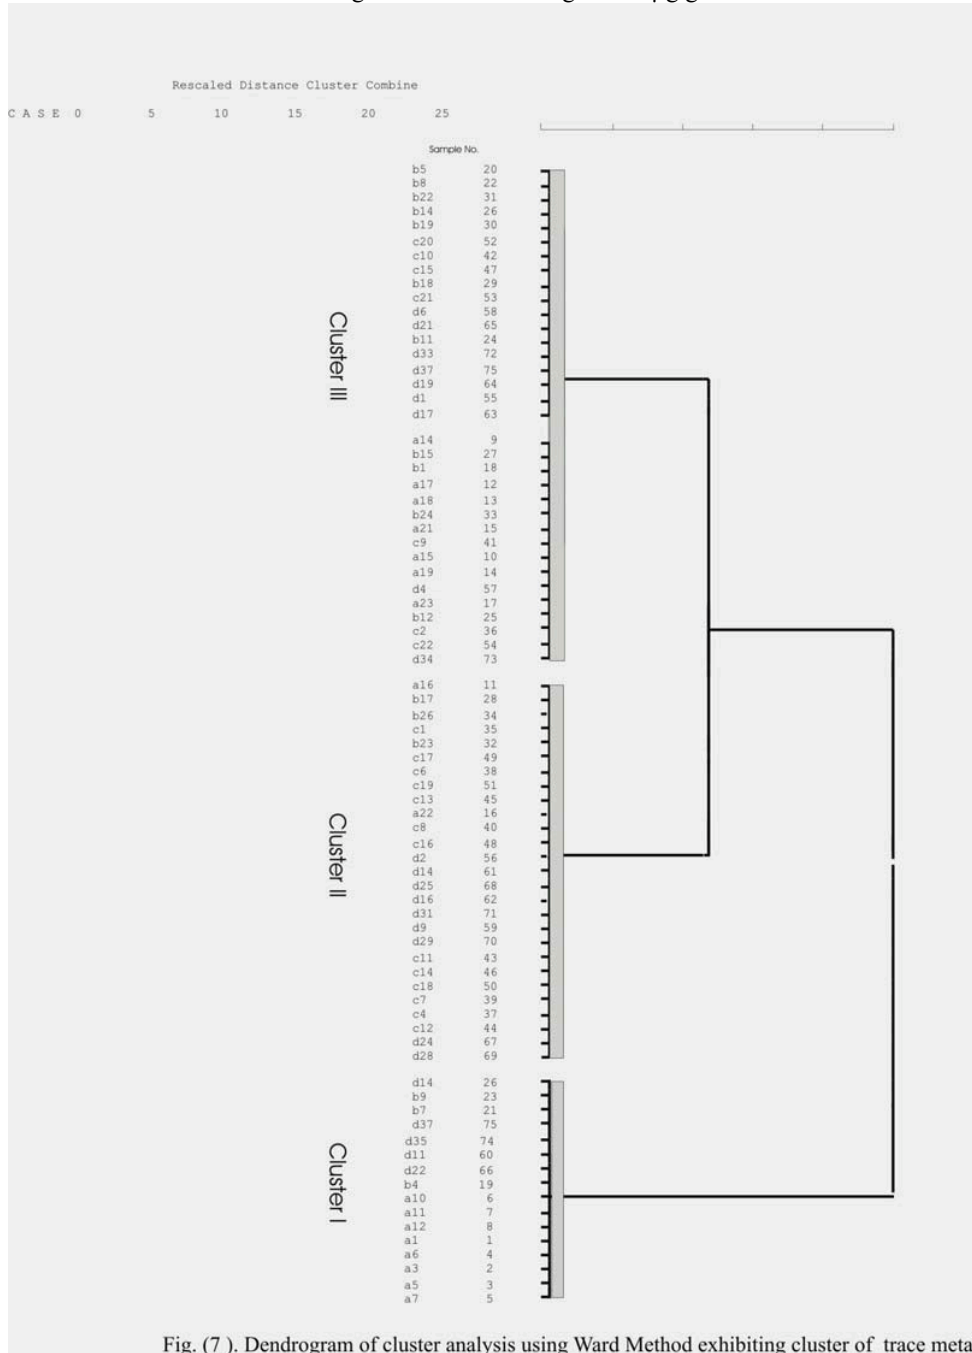 Rescaled Distance Cluster Combine
C A S E 0 5 10 15 20 25
Sample No.
b5 20
b8 22
b22 31
b14 26
b19 30
c20 52
c10 42
c15 47
b18 29
c21 53
d6 58
d21 65
b11 24
d33 72
d37 75
d19 64
d1 55
d17 63
Cluster III
a14 9
b15 27
b1 18
a17 12
a18 13
b24 33
a21 15
c9 41
a15 10
a19 14
d4 57
a23 17
b12 25
c2 36
c22 54
d34 73
a16 11
b17 28
b26 34
c1 35
b23 32
c17 49
c6 38
c19 51
c13 45
a22 16
c8 40
c16 48
d2 56
d14 61
d25 68
d16 62
d31 71
d9 59
d29 70
c11 43
c14 46
c18 50
c7 39
c4 37
c12 44
d24 67
d28 69
Cluster II
d14 26
b9 23
b7 21
d37 75
d35 74
d11 60
d22 66
b4 19
a10 6
a11 7
a12 8
a1 1
a6 4
a3 2
a5 3
a7 5
Cluster I
Fig. (7 ). Dendrogram of cluster analysis using Ward Method exhibiting cluster of trace meta